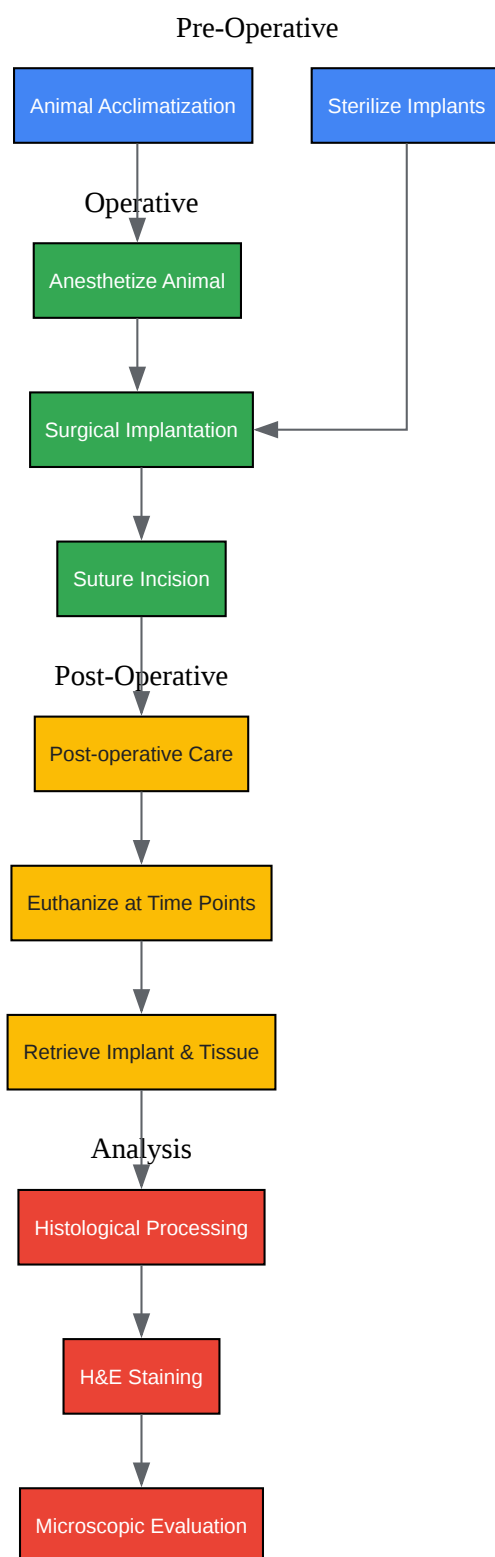 Pre-Operative
Animal Acclimatization
Sterilize Implants
Operative
Anesthetize Animal
Surgical Implantation
Suture Incision
Post-Operative
Post-operative Care
Euthanize at Time Points
Retrieve Implant & Tissue
Analysis
Histological Processing
H&E Staining
Microscopic Evaluation